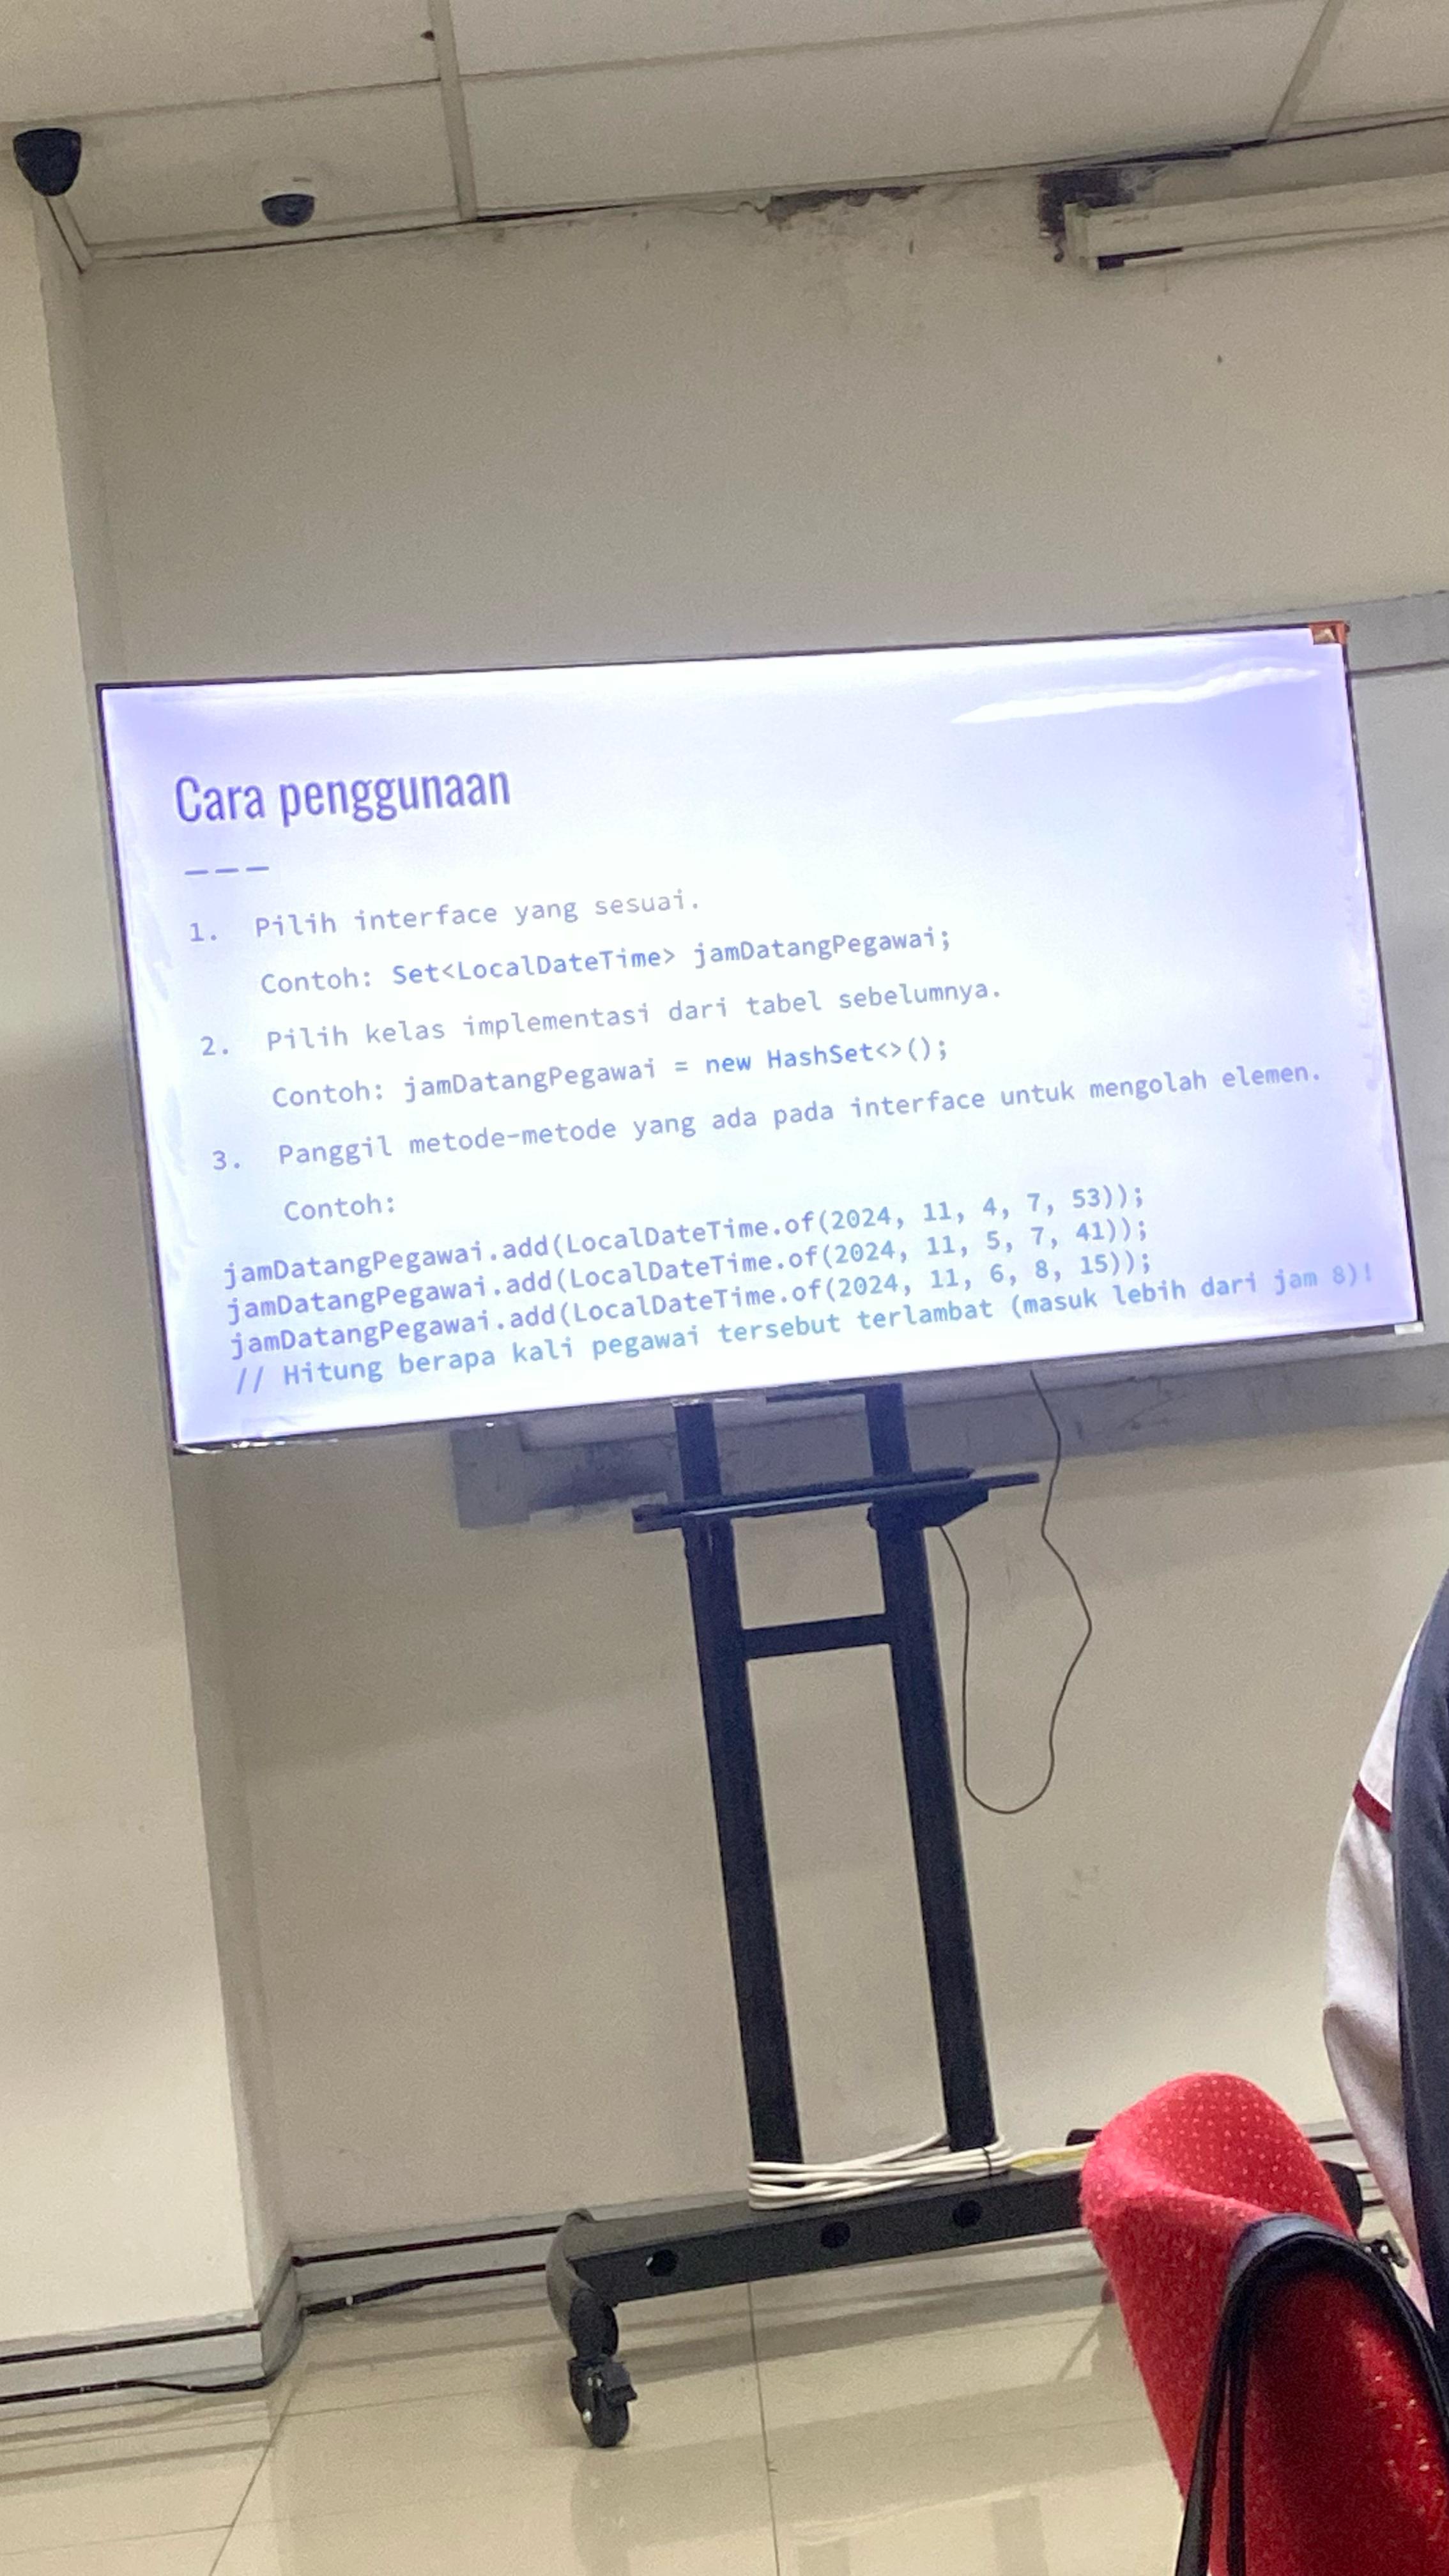 Cara penggunaan
———
1. Pilih interface yang sesuai.
Contoh: Set<LocalDateTime> jamDatangPegawai;
2. Pilih kelas implementasi dari tabel sebelumnya.
Contoh: jamDatangPegawai = new HashSet<>();
3. Panggil metode-metode yang ada pada interface untuk mengolah elemen.
Contoh:
jamDatangPegawai.add(LocalDateTime.of(2024, 11, 4, 7, 53));
jamDatangPegawai.add(LocalDateTime.of(2024, 11, 5, 7, 41));
jamDatangPegawai.add(LocalDateTime.of(2024, 11, 6, 8, 15));
// Hitung berapa kali pegawai tersebut terlambat (masuk lebih dari jam 8)!